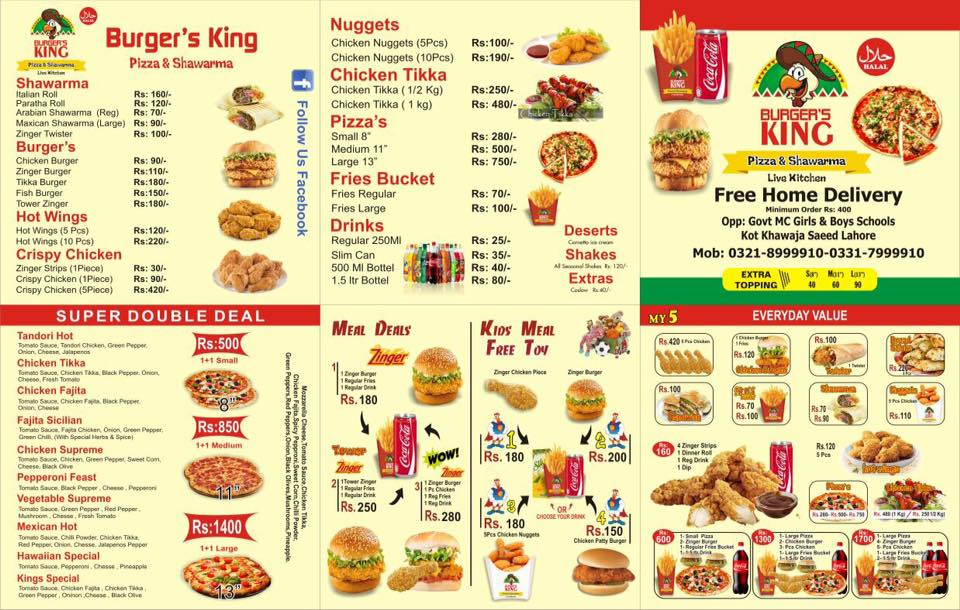 HALAL
BURGER'S
KING
Pizza & Shawarma
Live Kitchen
Burger's King
Pizza & Shawarma
Shawarma
Italian Roll Rs: 160/-
Paratha Roll Rs: 120/-
Arabian Shawarma (Reg) Rs: 70/-
Maxican Shawarma (Large) Rs: 90/-
Zinger Twister Rs: 100/-
Burger's
Chicken Burger Rs: 90/-
Zinger Burger Rs:110/-
Tikka Burger Rs:180/-
Fish Burger Rs:150/-
Tower Zinger Rs:180/-
Hot Wings
Hot Wings (5 Pcs) Rs:120/-
Hot Wings (10 Pcs) Rs:220/-
Crispy Chicken
Zinger Strips (1Piece) Rs: 30/-
Crispy Chicken (1Piece) Rs: 90/-
Crispy Chicken (5Piece) Rs:420/-
Follow Us Facebook
Nuggets
Chicken Nuggets (5Pcs) Rs:100/-
Chicken Nuggets (10Pcs) Rs:190/-
Chicken Tikka
Chicken Tikka ( 1/2 Kg) Rs:250/-
Chicken Tikka ( 1 kg) Rs: 480/-
Chicken Tikka
Pizza's
Small 8" Rs: 280/-
Medium 11" Rs: 500/-
Large 13" Rs: 750/-
Fries Bucket
Fries Regular Rs: 70/-
Fries Large Rs: 100/-
Drinks
Regular 250Ml Rs: 25/-
Slim Can Rs: 35/-
500 Ml Bottel Rs: 40/-
1.5 ltr Bottel Rs: 80/-
Deserts
Cornetto ice cream
Shakes
All Seasonal Shakes Rs: 120/-
Extras
Caslow Rs:40/-
Coca-Cola
HALAL
BURGER'S
KING
Pizza & Shawarma
Live Kitchen
Free Home Delivery
Minimum Order Rs: 400
Opp: Govt MC Girls & Boys Schools
Kot Khawaja Saeed Lahore
Mob: 0321-8999910-0331-7999910
EXTRA
TOPPING
40 60 90
SUPER DOUBLE DEAL
Tandori Hot
Tomato Sauce, Tandori Chicken, Green Pepper,
Onion, Cheese, Jalapenos
Chicken Tikka
Tomato Sauce, Chicken Tikka, Black Pepper, Onion,
Cheese, Fresh Tomato
Chicken Fajita
Tomato Sauce, Chicken Fajita, Black Pepper,
Onion, Cheese
Fajita Sicilian
Tomato Sauce, Fajita Chicken, Onion, Green Pepper,
Green Chilli, (With Special Herbs & Spice)
Chicken Supreme
Tomato Sauce, Chicken, Green Pepper, Sweet Corn,
Cheese, Black Olive
Pepperoni Feast
Tomato Sauce, Black Pepper , Cheese , Pepperoni
Vegetable Supreme
Tomato Sauce, Green Pepper , Red Pepper ,
Mushroom , Cheese , Fresh Tomato
Mexican Hot
Tomato Sauce, Chilli Powder, Chicken Tikka,
Red Pepper, Onion, Cheese, Jalapenos Pepper
Hawaiian Special
Tomato Sauce, Pepperoni , Cheese , Pineapple
Kings Special
Tomato Sauce, Chicken Fajita , Chicken Tikka ,
Green Pepper , Oninon ,Cheese , Black Olive
Rs:500
1+1 Small
8"
Rs:850
1+1 Medium
11"
Rs:1400
1+1 Large
13"
Mozzarella Cheese,Tomato Sauce,Chicken Tikka,
Chicken Fajita,Spicy Pepproni,Sweet Corn,Chilli Powder,
Green Peppers,Red Peppers,Onion,Black Olives,Mushrooms,Pineapple.
Meal Deals
Zinger
1
1 Zinger Burger
1 Regular Fries
1 Regular Drink
Rs. 180
Tower
Zinger
2
1Tower Zinger
1 Regular Fries
1 Regular Drink
Rs. 250
WOW!
Zinger
3
1 Zinger Burger
1 Pc Chicken
1 Reg Fries
1 Reg Drink
Rs. 280
Coca-Cola
Kids Meal
Free Toy
Zinger Chicken Piece
Zinger Burger
1
Rs. 180
2
Rs. 200
OR
CHOOSE YOUR DRINK
3
Rs. 180
5Pcs Chicken Nuggets
4
Rs.150
Chicken Patty Burger
MY 5
EVERYDAY VALUE
Rs.420 5 Pcs Chicken
1 Chicken Burger
1 Fries
Rs.120
Rs.100
1 Twister
Twister
Rs.220
Rs.100
Rs.70
Rs.100
Shawarma
Rs.70
Rs.90
Nuggets
5 Pcs Chicken
Rs.110
Rs.
160
4 Zinger Strips
1 Dinner Roll
1 Reg Drink
1 Dip
Rs.120
5 Pcs
Hot Wings
Pizza's
Rs.280- Rs.500- Rs.750
Chicken Tikka
Rs. 480 (1 Kg) / Rs. 250 1/2 Kg)
Rs.
600
1- Small Pizza
2- Zinger Burger
1- Regular Fries Bucket
1- 1.5 ltr Drink
Rs.
1300
1- Large Pizza
2- Chicken Burger
3- Pcs Chicken
1- Large Fries Bucket
1- 1.5 ltr Drink
Rs.
1700
1- Large Pizza
2- Zinger Burger
5- Pcs Chicken
1- Large Fries Bucket